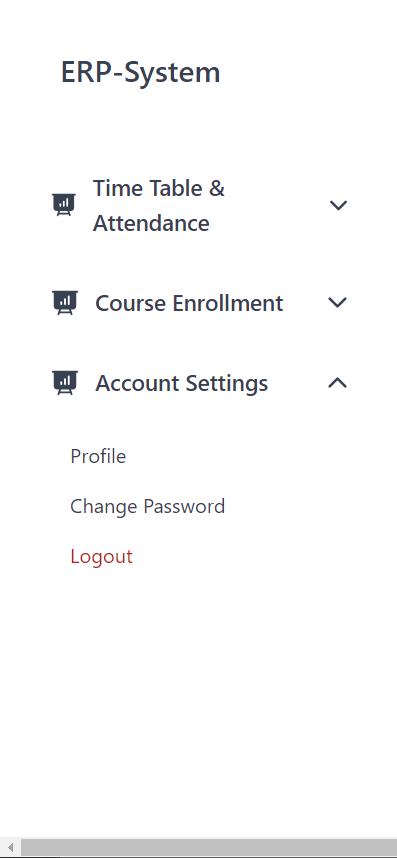 ERP-System
Time Table &
Attendance
Course Enrollment
Account Settings
Profile
Change Password
Logout